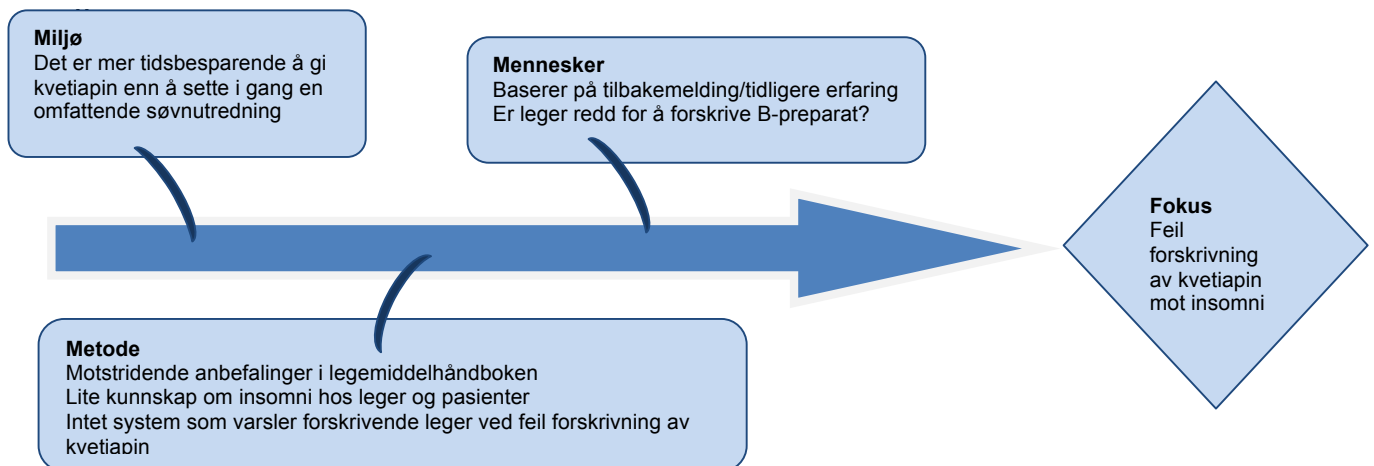 Miljø
Det er mer tidsbesparende å gi
kvetiapin enn å sette i gang en
omfattende søvnutredning
Mennesker
Baserer på tilbakemelding/tidligere erfaring
Er leger redd for å forskrive B-preparat?
Fokus
Feil
forskrivning
av kvetiapin
mot insomni
Metode
Motstridende anbefalinger i legemiddelhåndboken
Lite kunnskap om insomni hos leger og pasienter
Intet system som varsler forskrivende leger ved feil forskrivning av
kvetiapin